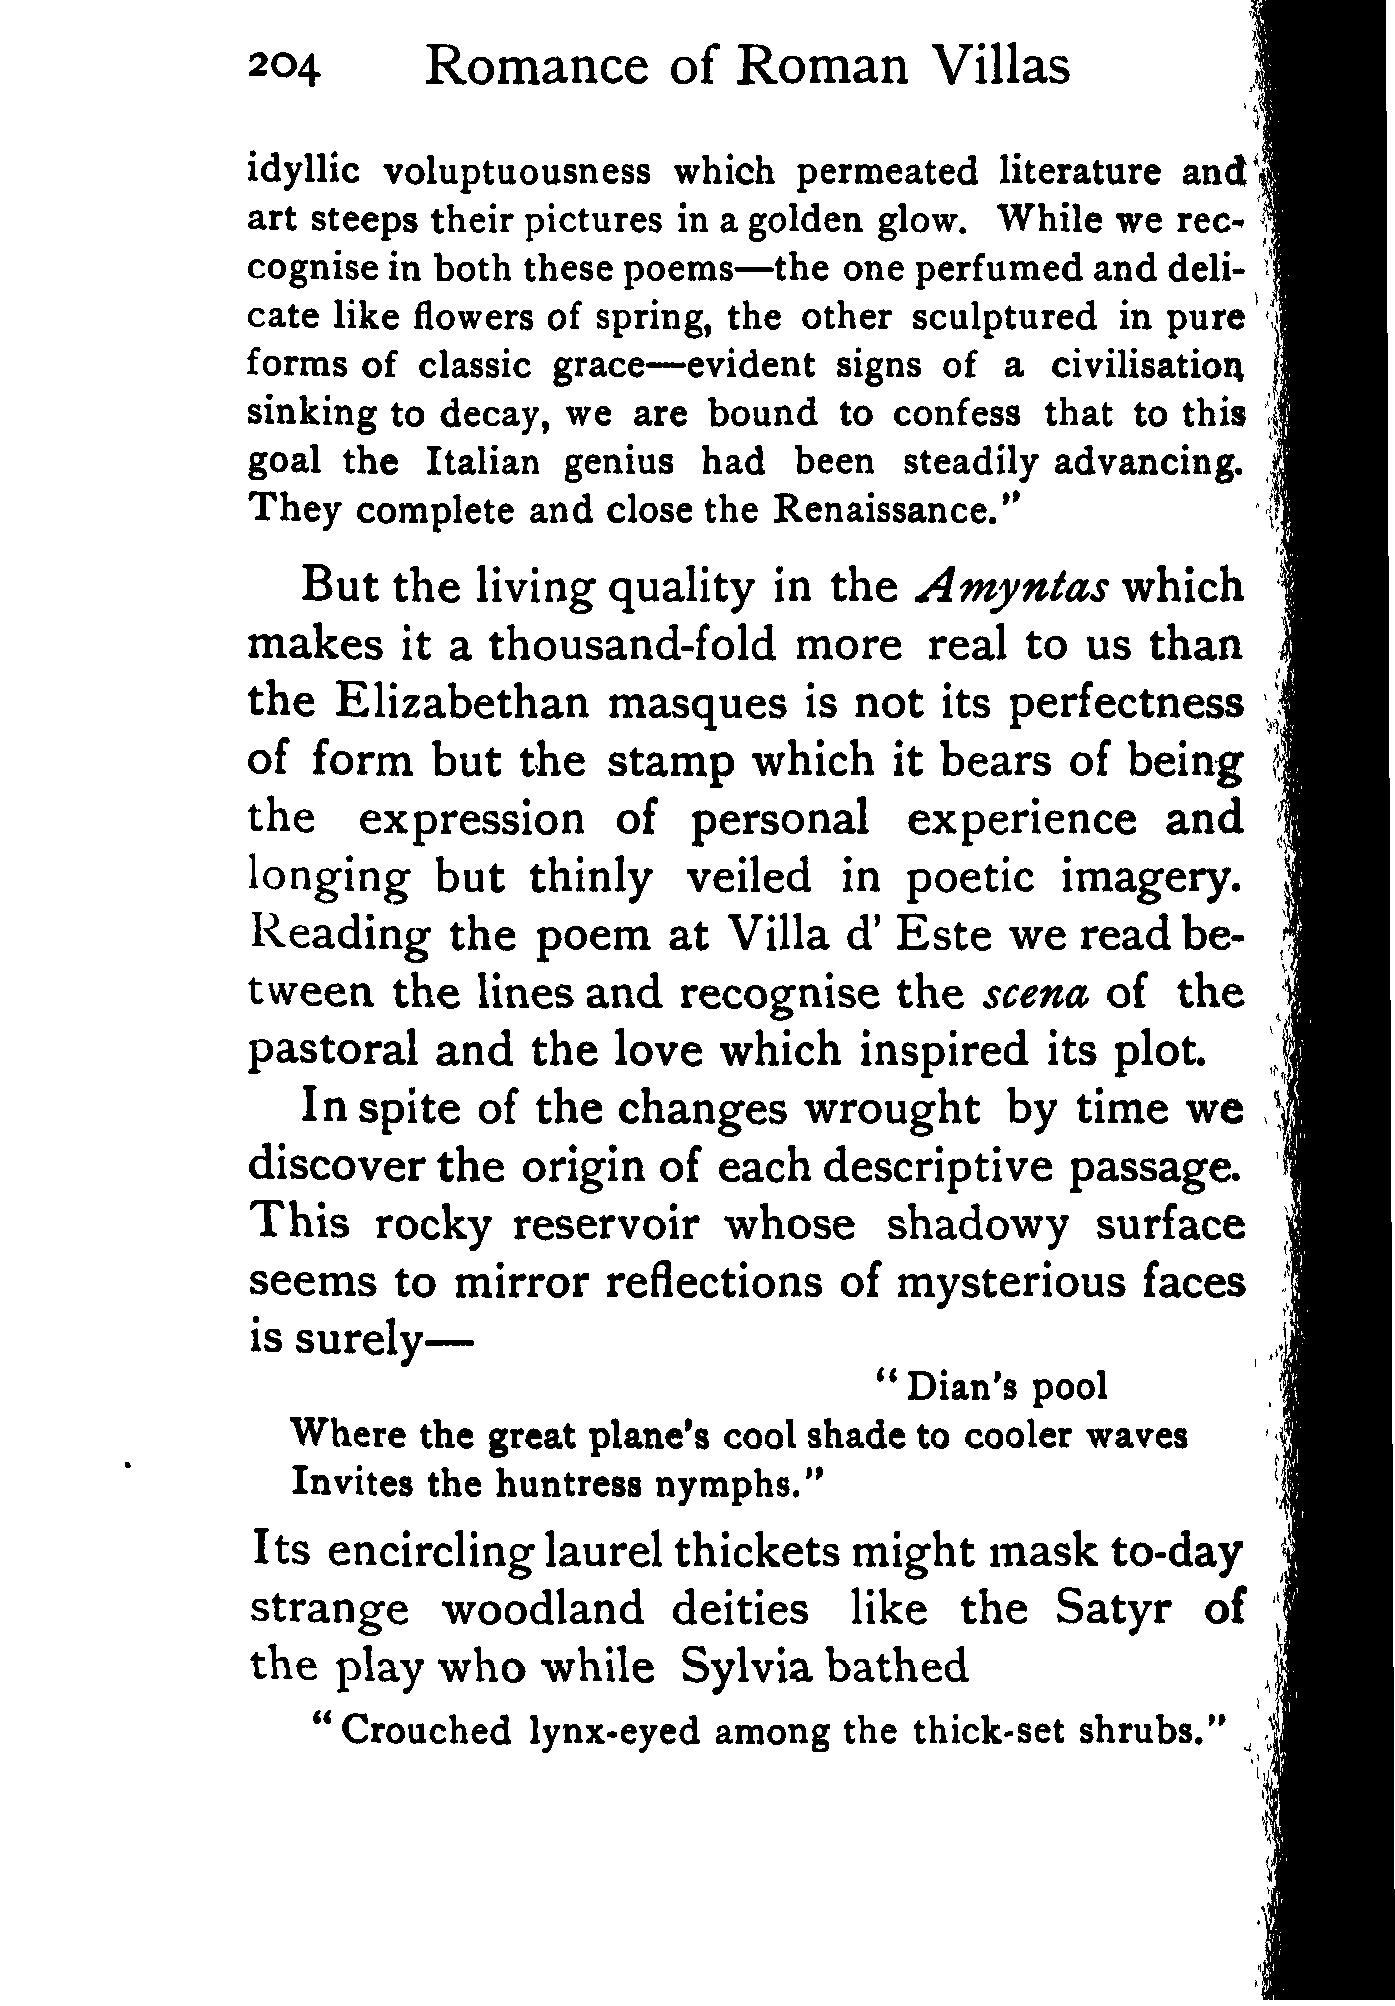 204 Romance of Roman Villas
idyllic voluptuousness which permeated literature and
art steeps their pictures in a golden glow. While we rec-
cognise in both these poems—the one perfumed and deli-
cate like flowers of spring, the other sculptured in pure
forms of classic grace—evident signs of a civilisation
sinking to decay, we are bound to confess that to this
goal the Italian genius had been steadily advancing.
They complete and close the Renaissance."
But the living quality in the Amyntas which
makes it a thousand-fold more real to us than
the Elizabethan masques is not its perfectness
of form but the stamp which it bears of being
the expression of personal experience and
longing but thinly veiled in poetic imagery.
Reading the poem at Villa d' Este we read be-
tween the lines and recognise the scena of the
pastoral and the love which inspired its plot.
In spite of the changes wrought by time we
discover the origin of each descriptive passage.
This rocky reservoir whose shadowy surface
seems to mirror reflections of mysterious faces
is surely—
"Dian's pool
Where the great plane's cool shade to cooler waves
Invites the huntress nymphs."
Its encircling laurel thickets might mask to-day
strange woodland deities like the Satyr of
the play who while Sylvia bathed
"Crouched lynx-eyed among the thick-set shrubs."